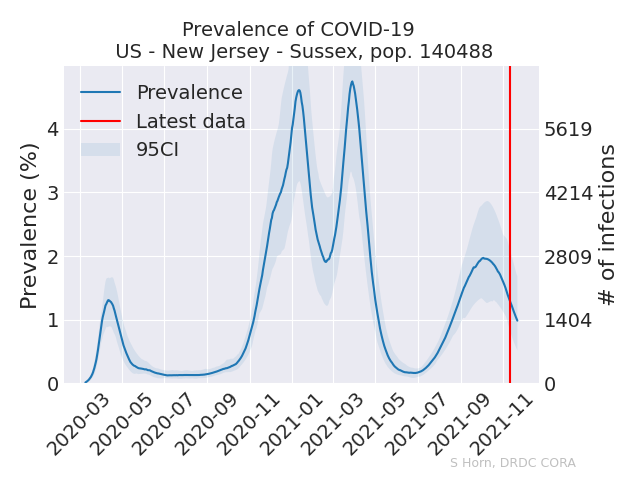 Prevalence of COVID-19
US - New Jersey - Sussex, pop. 140488
Prevalence
Latest data
95CI
Prevalence (%)
4
3
2
1
0
5619
4214
2809
1404
0
# of infections
2020-03
2020-05
2020-07
2020-09
2020-11
2021-01
2021-03
2021-05
2021-07
2021-09
2021-11
S Horn, DRDC CORA